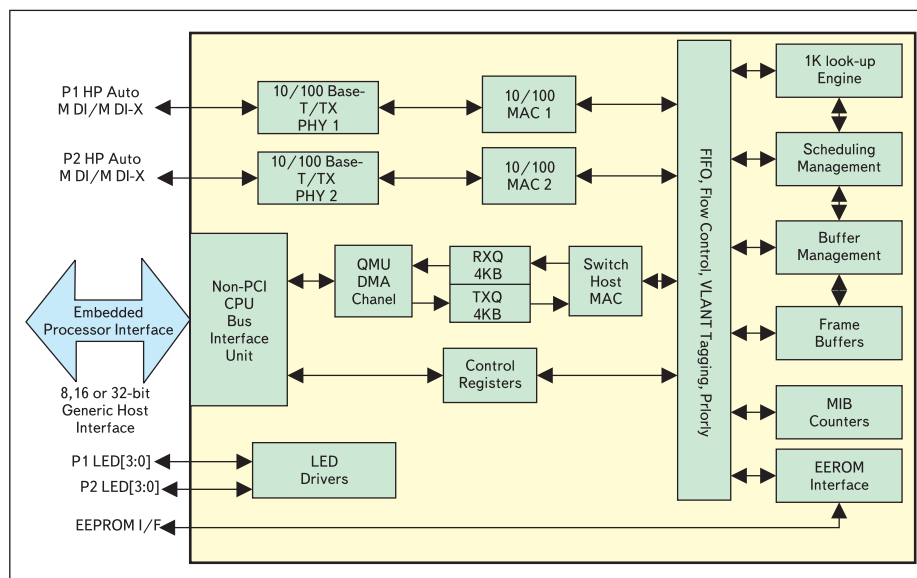 P1 HP Auto
M DI/M DI-X
10/100 Base-
T/TX
PHY 1
10/100
MAC 1
P2 HP Auto
M DI/M DI-X
10/100 Base-
T/TX
PHY 2
10/100
MAC 2
Embedded
Processor Interface
8,16 or 32-bit
Generic Host
Interface
Non-PCI
CPU
Bus
Interface
Unit
QMU
DMA
Chanel
RXQ
4KB
TXQ
4KB
Switch
Host
MAC
Control
Registers
P1 LED[3:0]
P2 LED[3:0]
LED
Drivers
EEPROM I/F
FIFO, Flow Control, VLANT Tagging, Prlorly
1K look-up
Engine
Scheduling
Management
Buffer
Management
Frame
Buffers
MIB
Counters
EEROM
Interface